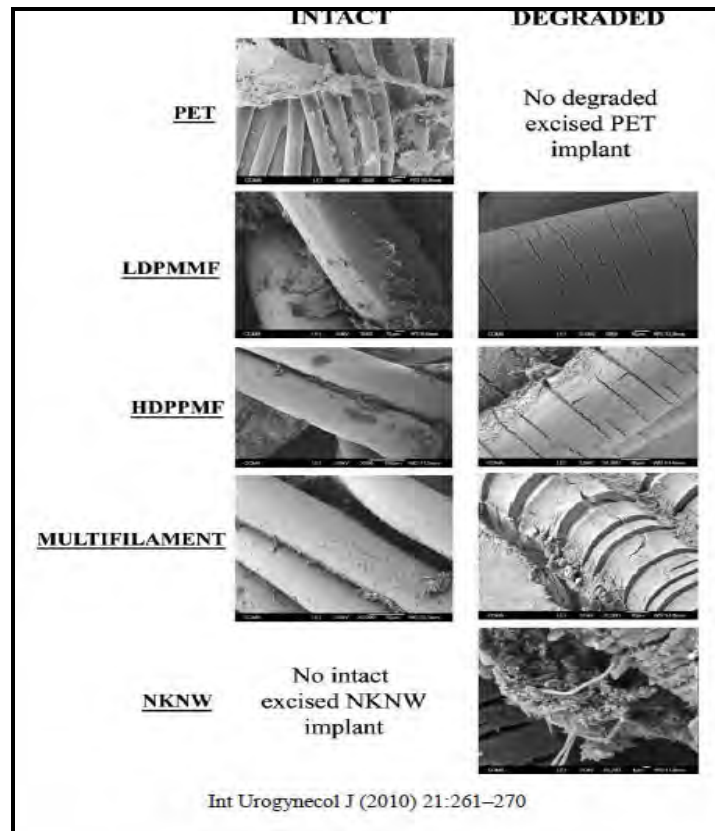 INTACT DEGRADED
PET
No degraded
excised PET
implant
LDPMMF
HDPPMF
MULTIFILAMENT
NKNW
No intact
excised NKNW
implant
Int Urogynecol J (2010) 21:261–270